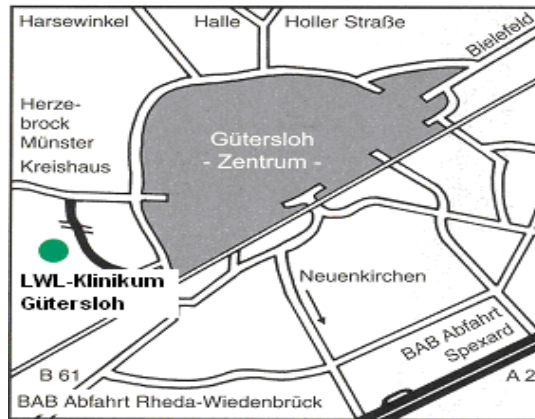 Harsewinkel
Halle
Holler Straße
Bielefeld
Herze-
brock
Münster
Kreishaus
Gütersloh
- Zentrum -
LWL-Klinikum
Gütersloh
Neuenkirchen
BAB Abfahrt
Spexard
B 61
A 2
BAB Abfahrt Rheda-Wiedenbrück